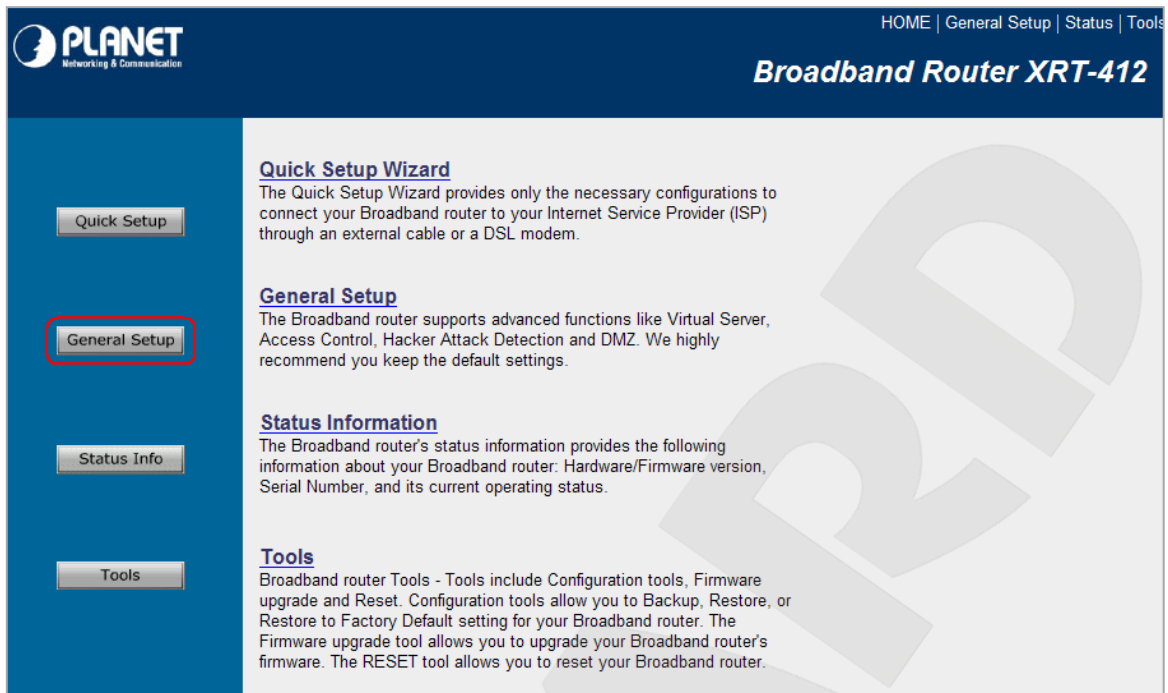 PLANET
Networking & Communication
HOME | General Setup | Status | Tools
Broadband Router XRT-412
Quick Setup
Quick Setup Wizard
The Quick Setup Wizard provides only the necessary configurations to
connect your Broadband router to your Internet Service Provider (ISP)
through an external cable or a DSL modem.
General Setup
General Setup
The Broadband router supports advanced functions like Virtual Server,
Access Control, Hacker Attack Detection and DMZ. We highly
recommend you keep the default settings.
Status Info
Status Information
The Broadband router's status information provides the following
information about your Broadband router: Hardware/Firmware version,
Serial Number, and its current operating status.
Tools
Tools
Broadband router Tools - Tools include Configuration tools, Firmware
upgrade and Reset. Configuration tools allow you to Backup, Restore, or
Restore to Factory Default setting for your Broadband router. The
Firmware upgrade tool allows you to upgrade your Broadband router's
firmware. The RESET tool allows you to reset your Broadband router.